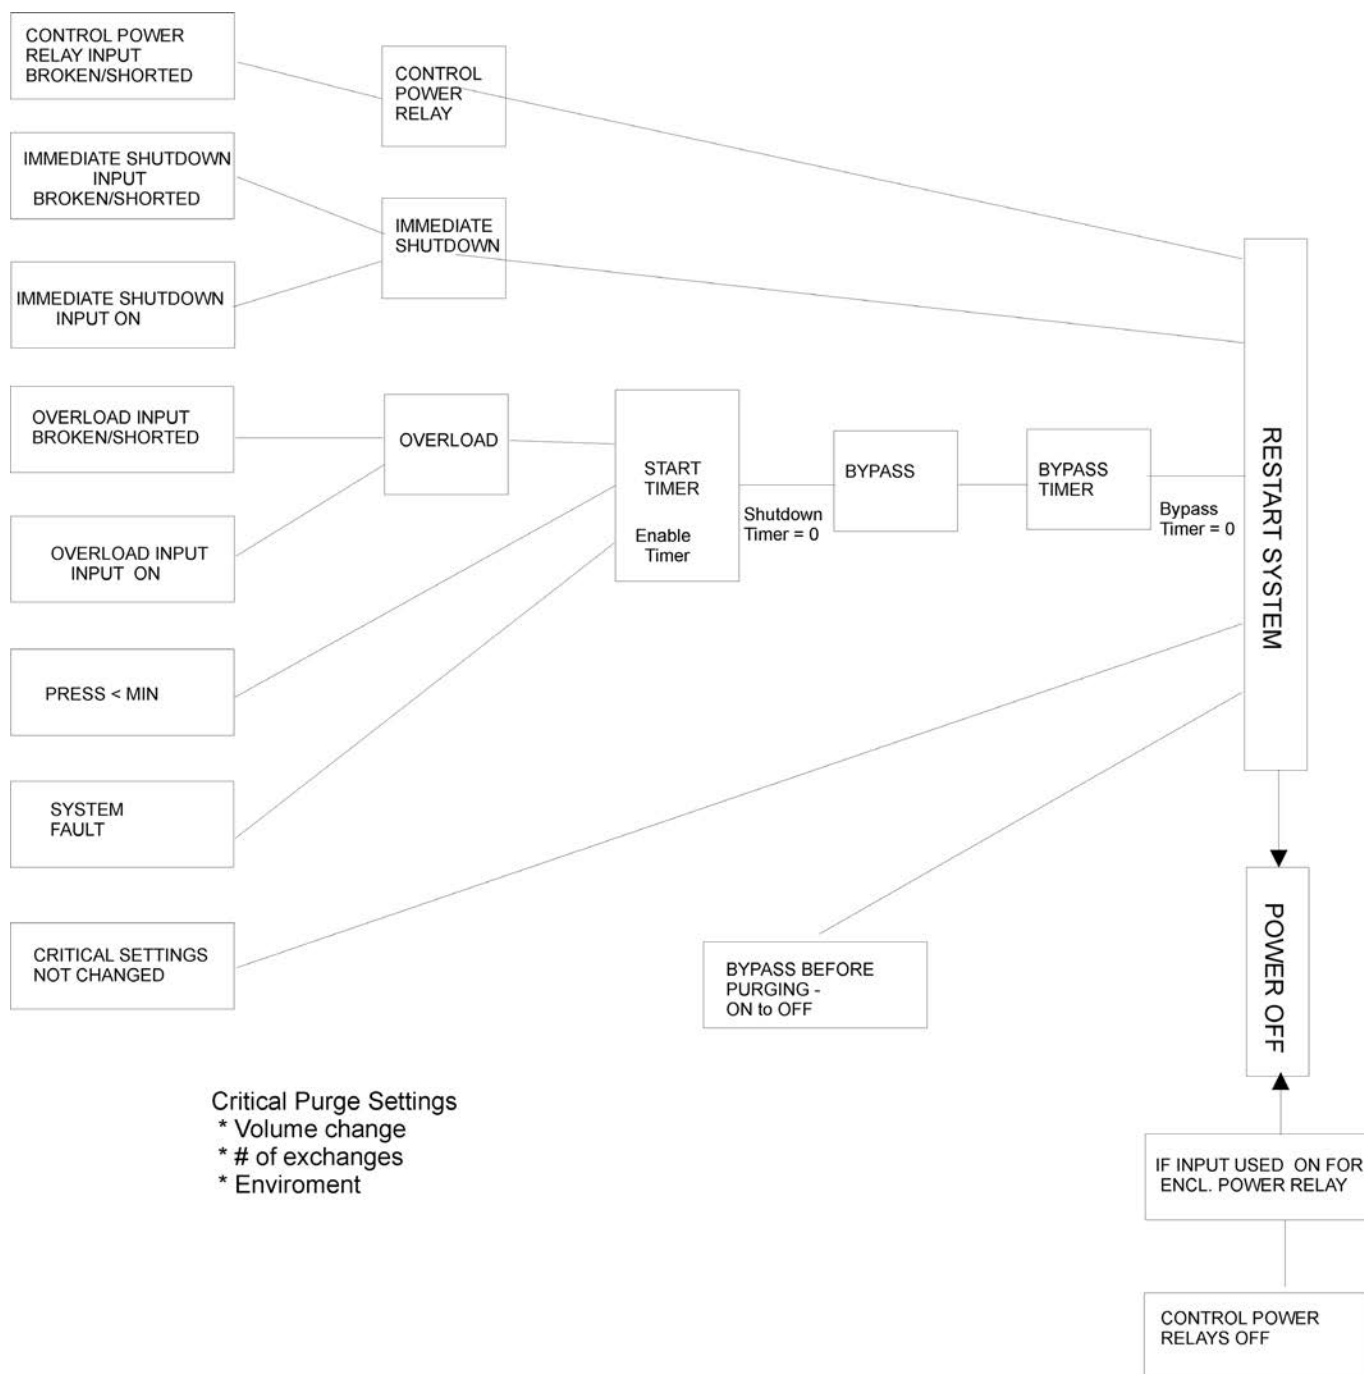 CONTROL POWER
RELAY INPUT
BROKEN/SHORTED
CONTROL
POWER
RELAY
IMMEDIATE SHUTDOWN
INPUT
BROKEN/SHORTED
IMMEDIATE
SHUTDOWN
IMMEDIATE SHUTDOWN
INPUT ON
OVERLOAD INPUT
BROKEN/SHORTED
OVERLOAD
START
TIMER
Enable
Timer
Shutdown
Timer = 0
BYPASS
BYPASS
TIMER
Bypass
Timer = 0
RESTART SYSTEM
OVERLOAD INPUT
INPUT ON
PRESS < MIN
SYSTEM
FAULT
CRITICAL SETTINGS
NOT CHANGED
BYPASS BEFORE
PURGING -
ON to OFF
POWER OFF
Critical Purge Settings
* Volume change
* # of exchanges
* Enviroment
IF INPUT USED ON FOR
ENCL. POWER RELAY
CONTROL POWER
RELAYS OFF